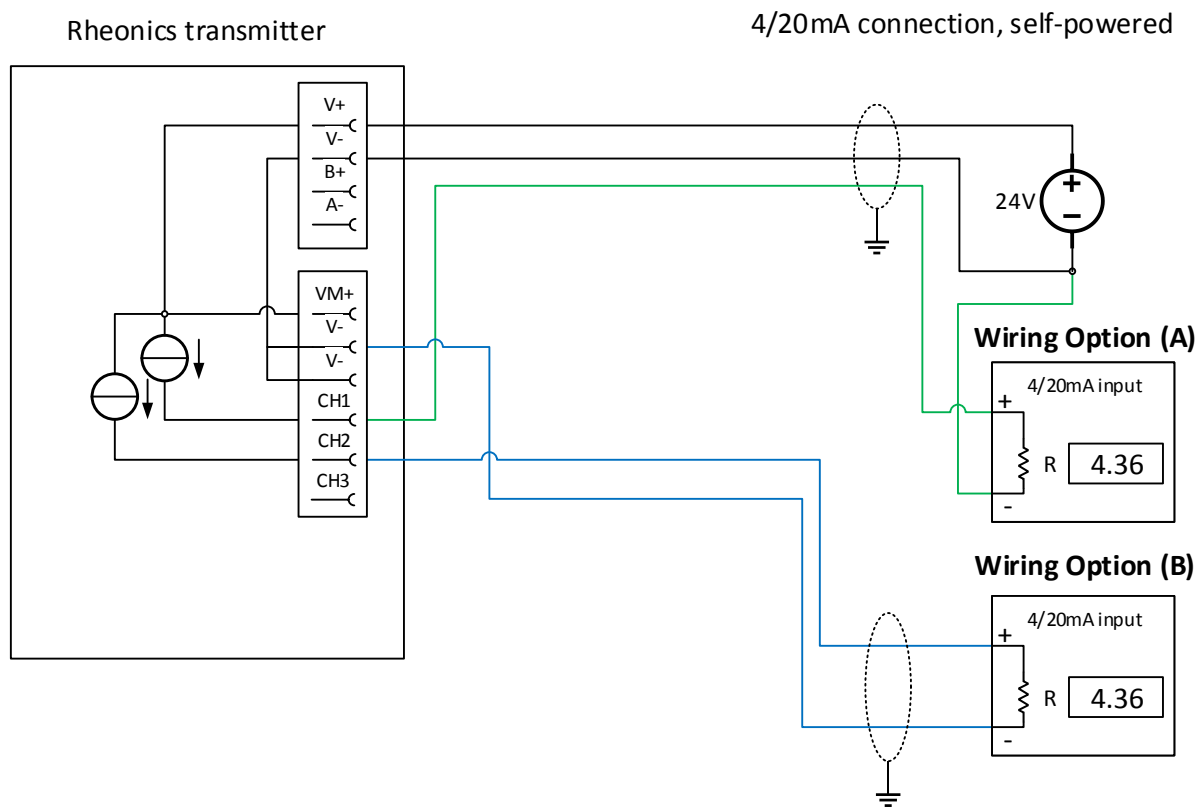 Rheonics transmitter
4/20mA connection, self-powered
V+
V-
B+
A-
24V
+
-
VM+
V-
V-
CH1
CH2
CH3
Wiring Option (A)
4/20mA input
+
R 4.36
-
Wiring Option (B)
4/20mA input
+
R 4.36
-